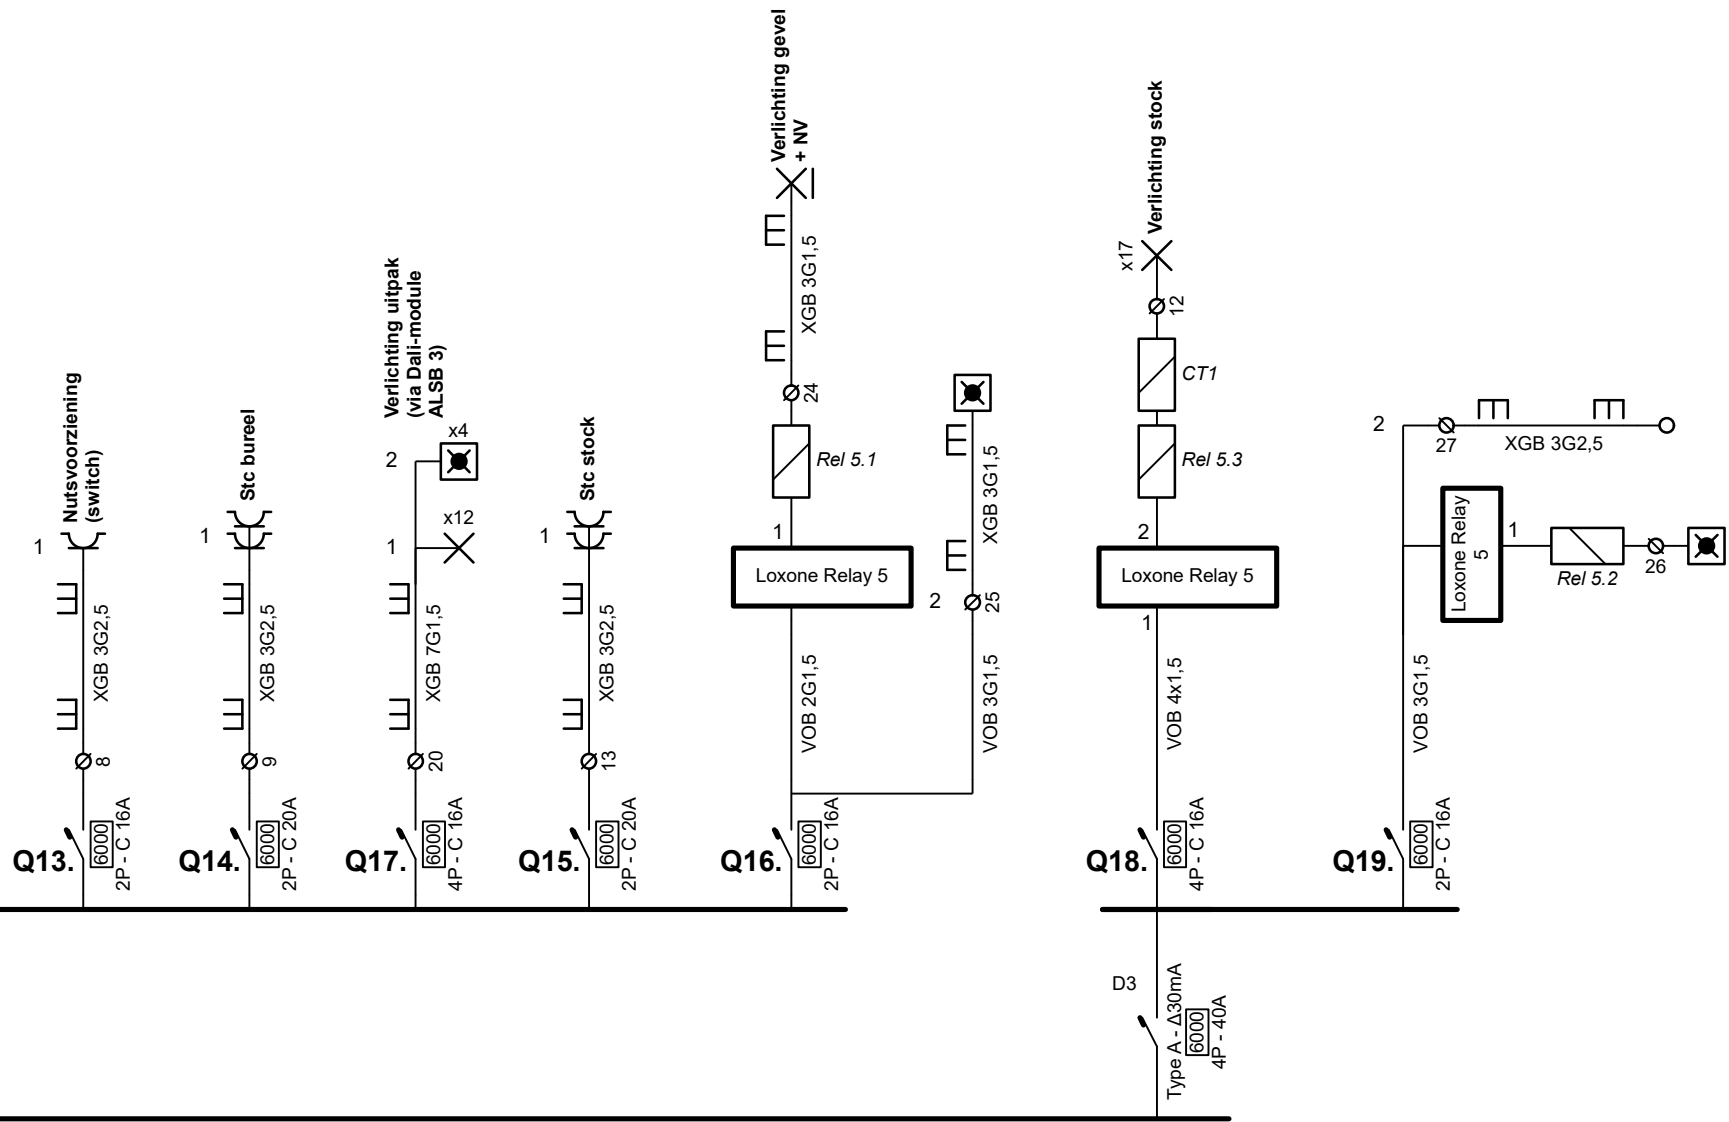 1
Nutsvoorziening
(switch)
XGB 3G2,5
8
Q13.
6000
2P - C 16A
1
Stc bureel
XGB 3G2,5
9
Q14.
6000
2P - C 20A
Verlichting uitpak
(via Dali-module
ALSB 3)
x4
2
x12
1
XGB 7G1,5
20
Q17.
6000
4P - C 16A
1
Stc stock
XGB 3G2,5
13
Q15.
6000
2P - C 20A
Verlichting gevel
+ NV
XGB 3G1,5
24
Rel 5.1
1
Loxone Relay 5
VOB 2G1,5
Q16.
6000
2P - C 16A
XGB 3G1,5
2
25
VOB 3G1,5
Verlichting stock
x17
12
CT1
Rel 5.3
2
Loxone Relay 5
1
VOB 4x1,5
Q18.
6000
4P - C 16A
2
27
XGB 3G2,5
Loxone Relay
5
1
Rel 5.2
26
VOB 3G1,5
Q19.
6000
2P - C 16A
D3
Type A - Δ30mA
6000
4P - 40A